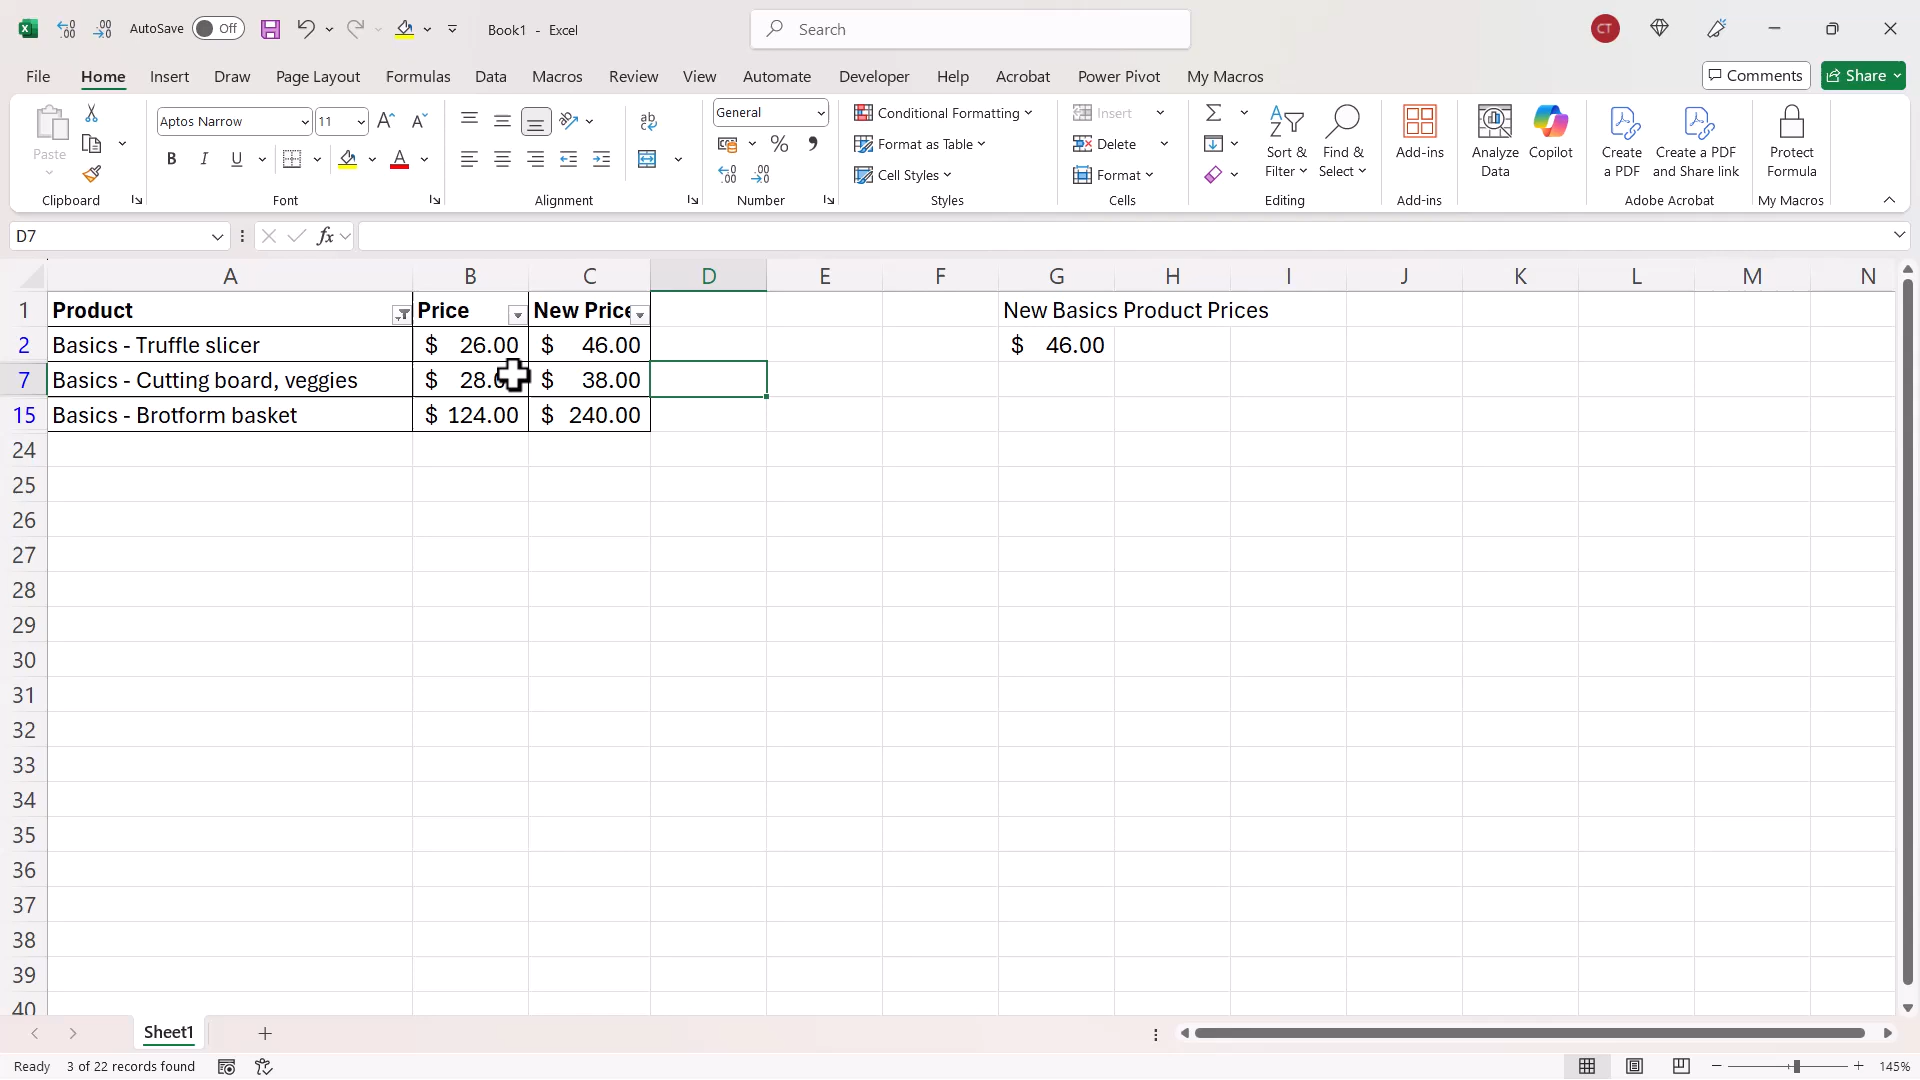 AutoSave Off Book1 - Excel Search CT
File Home Insert Draw Page Layout Formulas Data Macros Review View Automate Developer Help Acrobat Power Pivot My Macros Comments Share
Paste
Clipboard
Aptos Narrow 11
B I U A
Font
ab
Alignment
General
$ % ,
Number
Conditional Formatting
Format as Table
Cell Styles
Styles
Insert
Delete
Format
Cells
Sort &
Filter
Find &
Select
Editing
Add-ins
Add-ins
Analyze
Data
Copilot
Create
a PDF
Create a PDF
and Share link
Adobe Acrobat
Protect
Formula
My Macros
D7 fx
A B C D E F G H I J K L M N
1 Product Price New Price New Basics Product Prices
2 Basics - Truffle slicer $ 26.00 $ 46.00 $ 46.00
7 Basics - Cutting board, veggies $ 28. $ 38.00
15 Basics - Brotform basket $ 124.00 $ 240.00
24
25
26
27
28
29
30
31
32
33
34
35
36
37
38
39
40
Sheet1
Ready 3 of 22 records found 145%